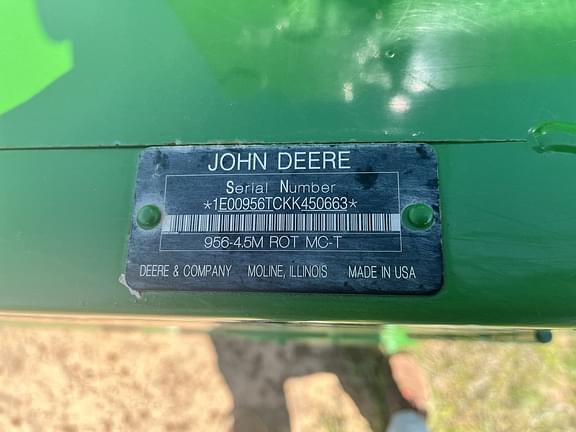 JOHN DEERE
Serial Number
*1E00956TCKK450663*
956-4.5M ROT MC-T
DEERE & COMPANY MOLINE, ILLINOIS MADE IN USA